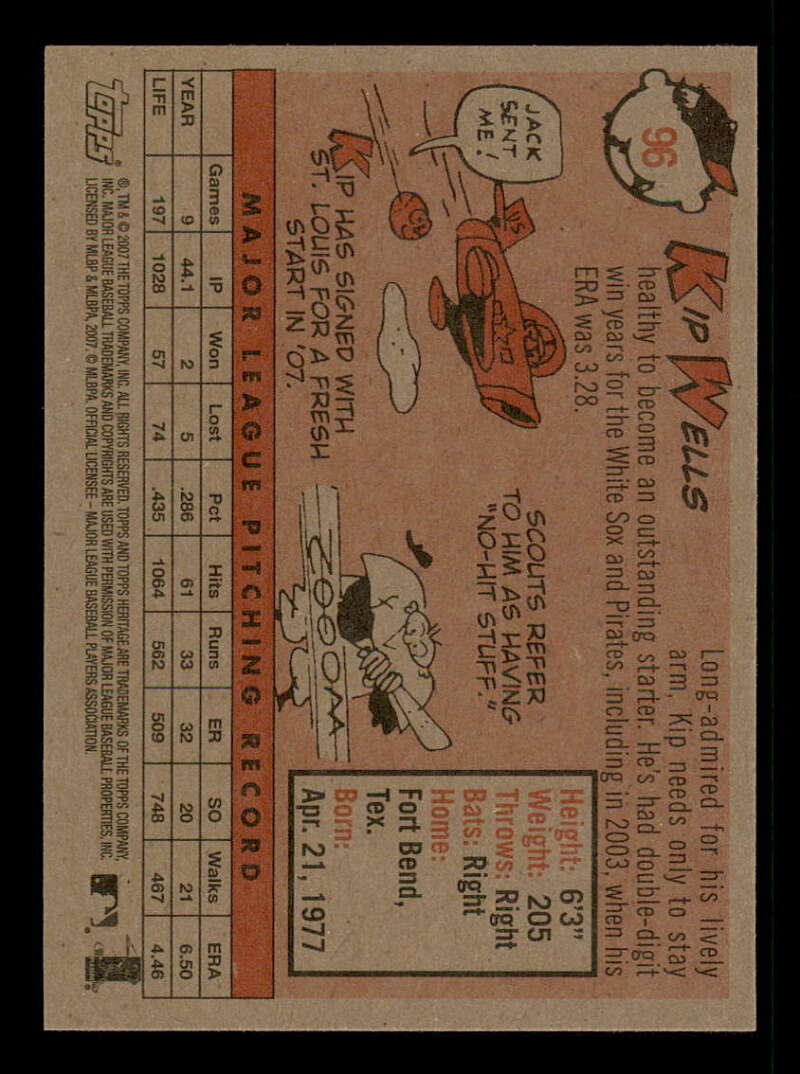 96
KIP WELLS
Long-admired for his lively
arm, Kip needs only to stay
healthy to become an outstanding starter. He's had double-digit
win years for the White Sox and Pirates, including in 2003, when his
ERA was 3.28.
JACK
SENT
ME!
US
KIP HAS SIGNED WITH
ST. LOUIS FOR A FRESH
START IN '07.
SCOUTS REFER
TO HIM AS HAVING
"NO-HIT STUFF."
ZOOOOM
Height: 6'3"
Weight: 205
Throws: Right
Bats: Right
Home:
Fort Bend,
Tex.
Born:
Apr. 21, 1977
MAJOR LEAGUE PITCHING RECORD
Games IP Won Lost Pct Hits Runs ER SO Walks ERA
YEAR 9 44.1 2 5 .286 61 33 32 20 21 6.50
LIFE 197 1028 57 74 .435 1064 562 509 748 467 4.46
Topps®
®, TM & © 2007 THE TOPPS COMPANY, INC. ALL RIGHTS RESERVED. TOPPS AND TOPPS HERITAGE ARE TRADEMARKS OF THE TOPPS COMPANY,
INC. MAJOR LEAGUE BASEBALL TRADEMARKS AND COPYRIGHTS ARE USED WITH PERMISSION OF MAJOR LEAGUE BASEBALL PROPERTIES, INC.
LICENSED BY MLBP & MLBPA, 2007. © MLBPA. OFFICIAL LICENSEE – MAJOR LEAGUE BASEBALL PLAYERS ASSOCIATION.